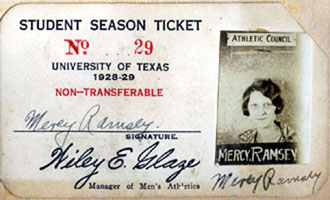 STUDENT SEASON TICKET
No. ... 29
UNIVERSITY OF TEXAS
1928-29
NON-TRANSFERABLE
Mercy Ramsey.
SIGNATURE.
Wiley E. Glaze
Manager of Men's Athletics
ATHLETIC COUNCIL
MERCY RAMSEY
Mercy Ramsey